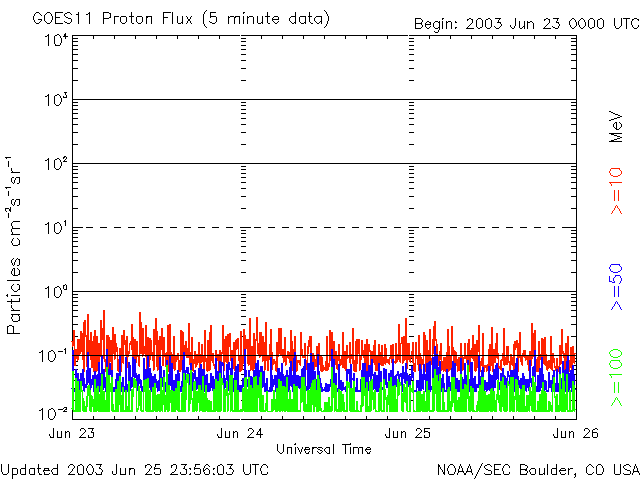 GOES11 Proton Flux (5 minute data)
Begin: 2003 Jun 23 0000 UTC
10⁴
10³
10²
10¹
10⁰
10⁻¹
10⁻²
Particles cm⁻²s⁻¹sr⁻¹
MeV
>=10
>=50
>=100
Jun 23
Jun 24
Jun 25
Jun 26
Universal Time
Updated 2003 Jun 25 23:56:03 UTC
NOAA/SEC Boulder, CO USA